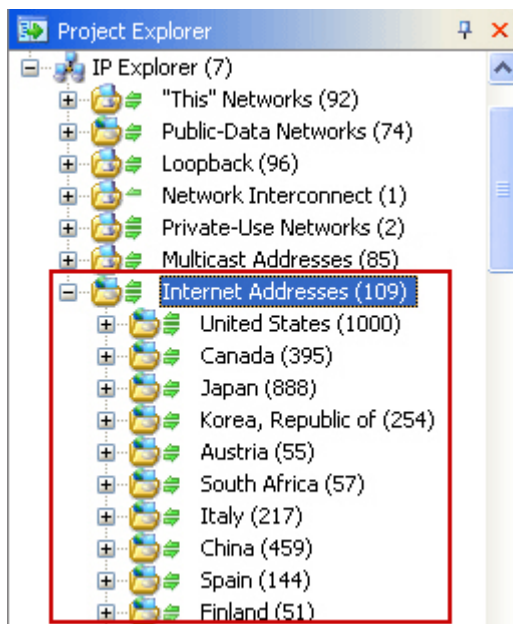 Project Explorer
IP Explorer (7)
"This" Networks (92)
Public-Data Networks (74)
Loopback (96)
Network Interconnect (1)
Private-Use Networks (2)
Multicast Addresses (85)
Internet Addresses (109)
United States (1000)
Canada (395)
Japan (888)
Korea, Republic of (254)
Austria (55)
South Africa (57)
Italy (217)
China (459)
Spain (144)
Finland (51)